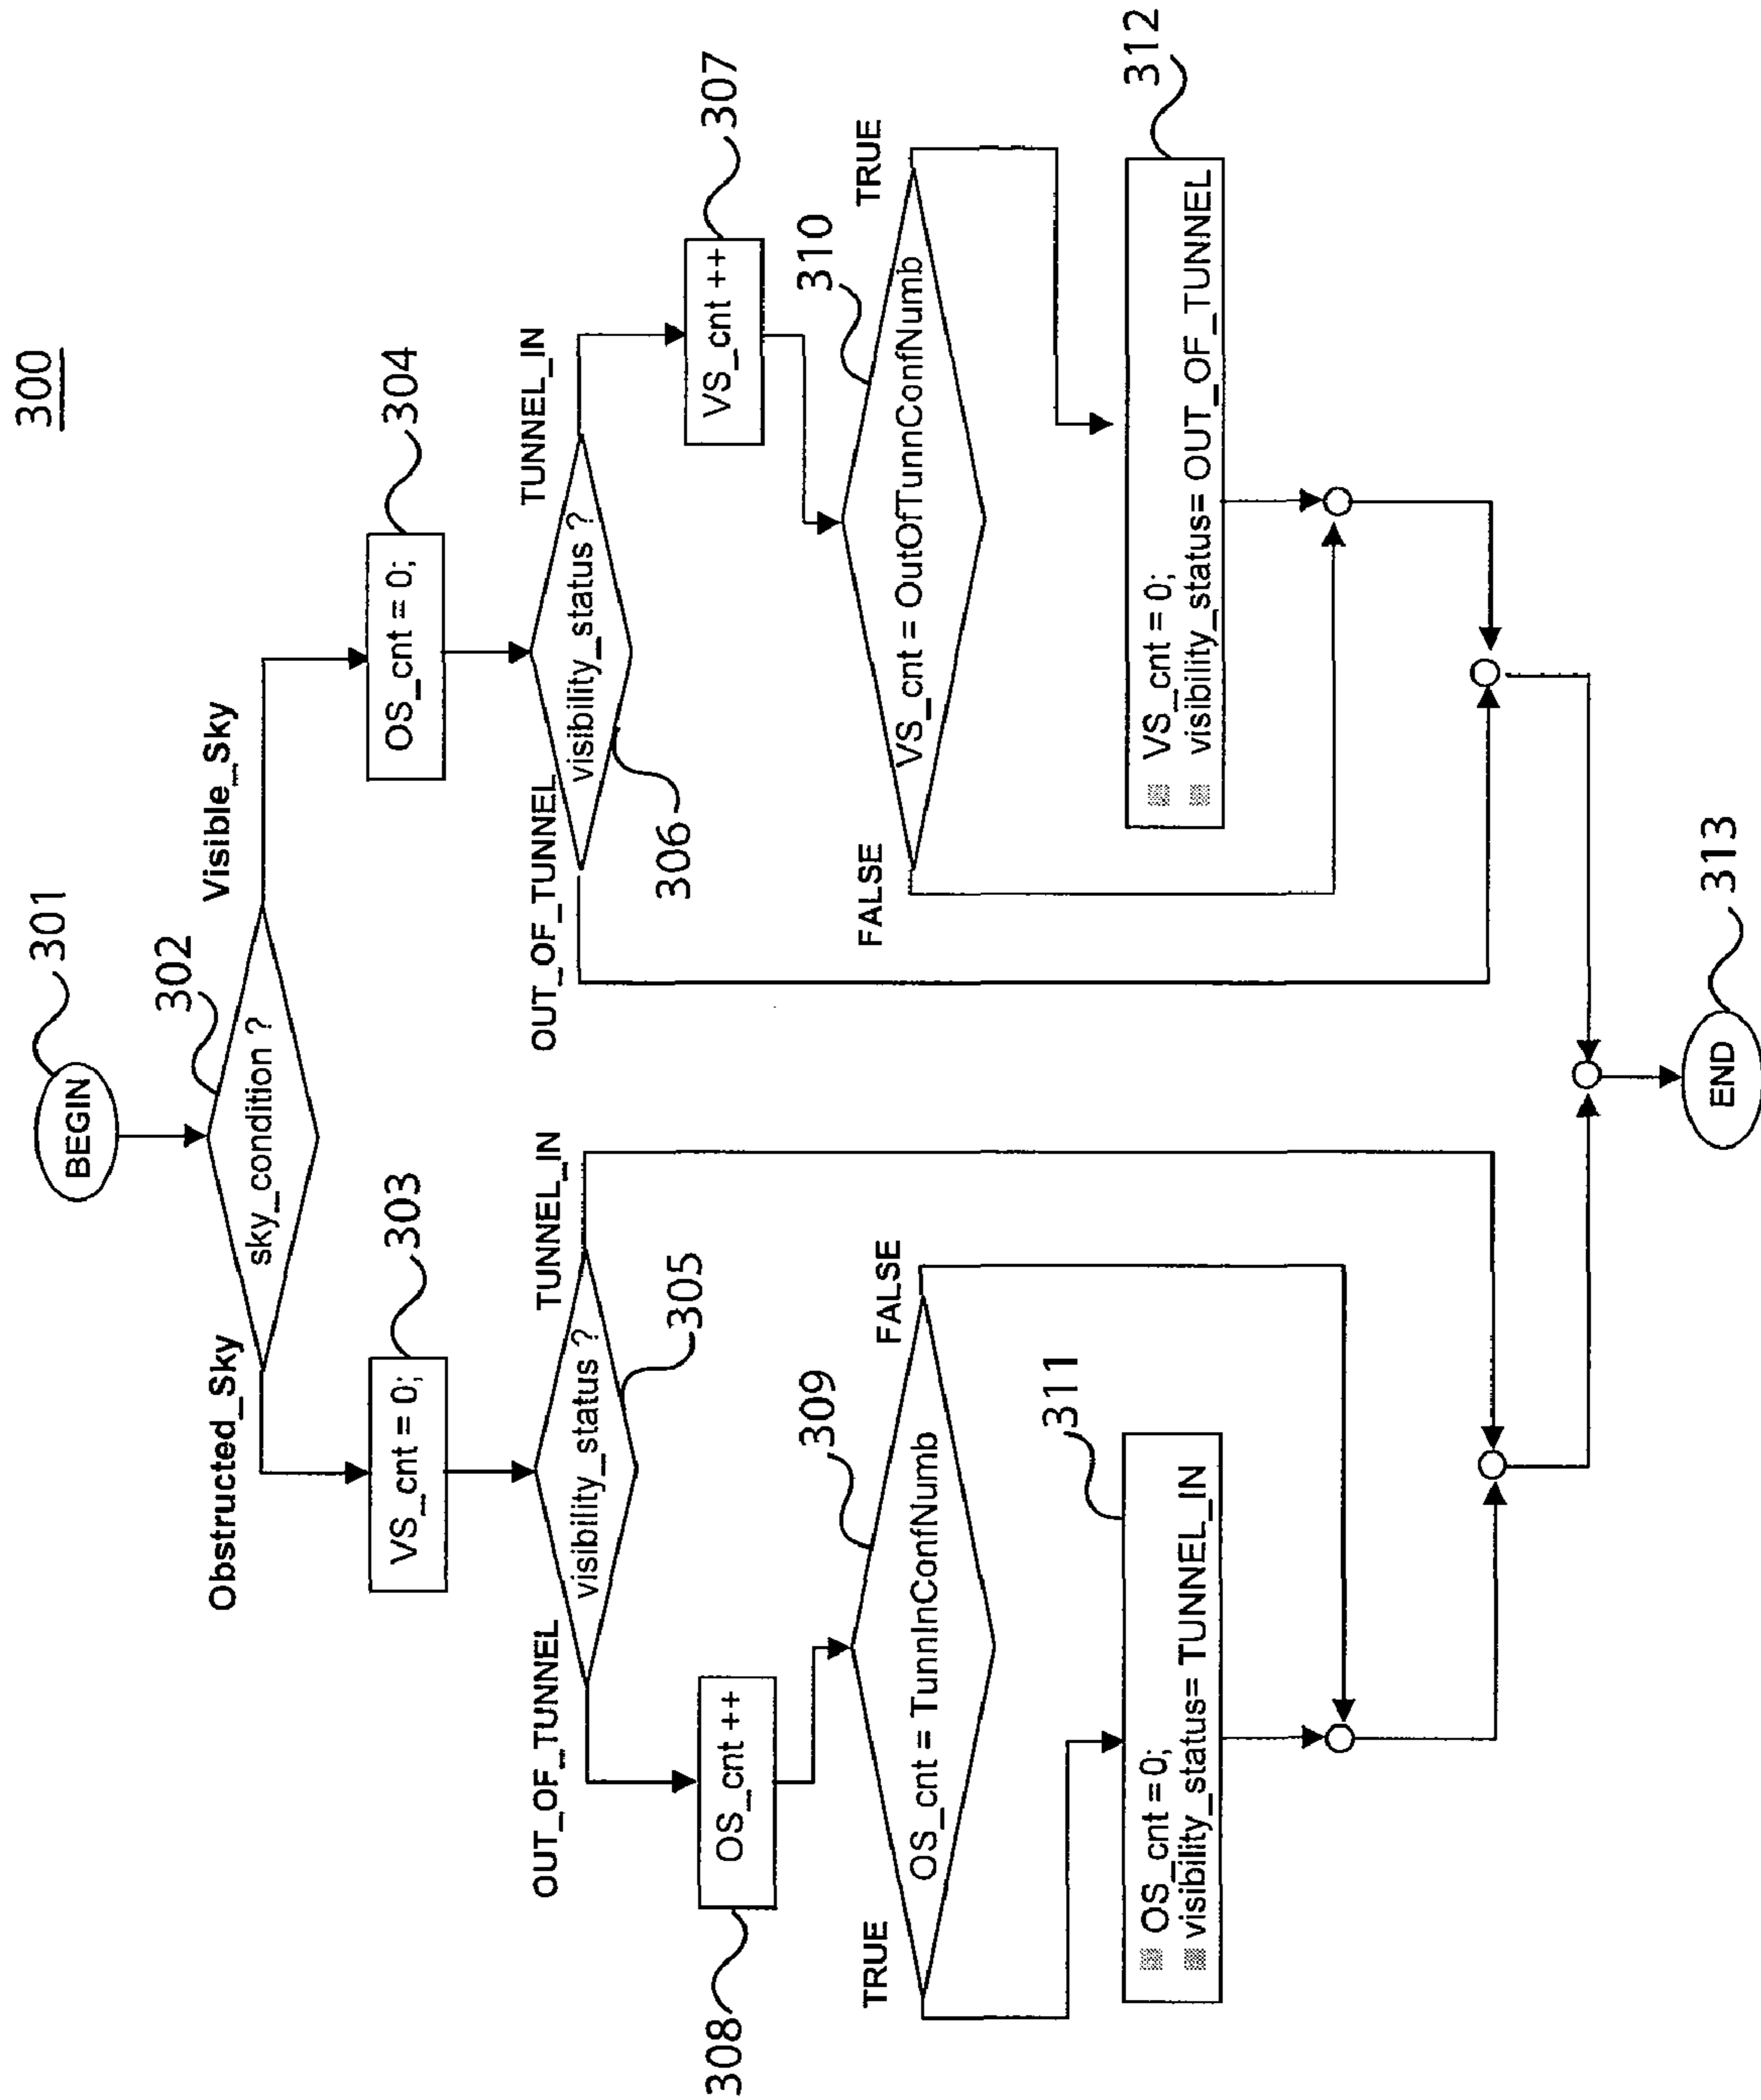 300
BEGIN
301
302
sky_condition ?
Obstructed_Sky
Visible_Sky
303
VS_cnt = 0;
304
OS_cnt = 0;
305
visibility_status ?
OUT_OF_TUNNEL
TUNNEL_IN
306
visibility_status ?
OUT_OF_TUNNEL
TUNNEL_IN
308
OS_cnt ++
307
VS_cnt ++
309
OS_cnt = TunnInConfNumb
TRUE
FALSE
310
VS_cnt = OutOfTunnConfNumb
FALSE
TRUE
311
OS_cnt = 0;
visibility_status= TUNNEL_IN
312
VS_cnt = 0;
visibility_status= OUT_OF_TUNNEL
END
313